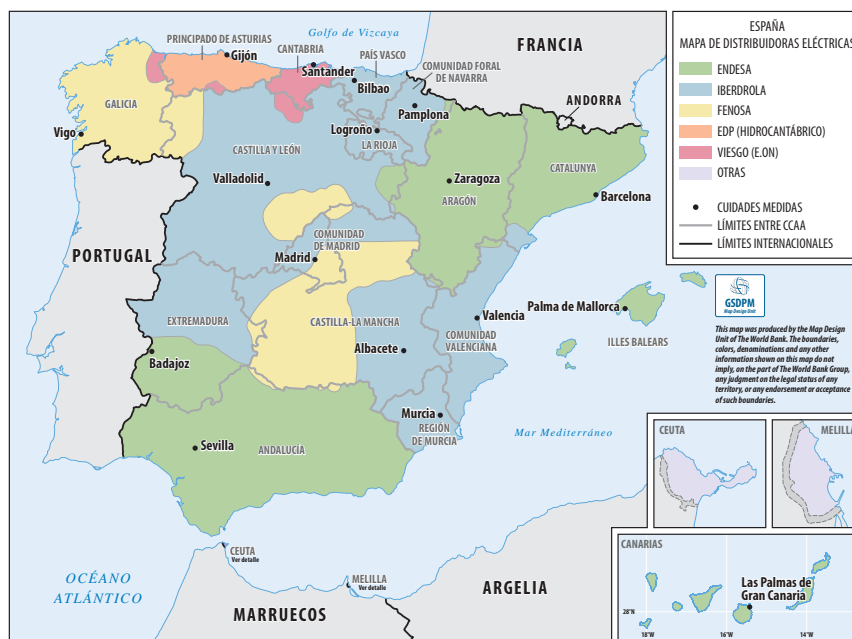 ESPAÑA
MAPA DE DISTRIBUIDORAS ELÉCTRICAS
ENDESA
IBERDROLA
FENOSA
EDP (HIDROCANTÁBRICO)
VIESGO (E.ON)
OTRAS
CUIDADES MEDIDAS
LÍMITES ENTRE CCAA
LÍMITES INTERNACIONALES
Golfo de Vizcaya
PRINCIPADO DE ASTURIAS
Gijón
CANTABRIA
Santander
PAÍS VASCO
Bilbao
COMUNIDAD FORAL
DE NAVARRA
Pamplona
FRANCIA
ANDORRA
GALICIA
Vigo
Logroño
LA RIOJA
CASTILLA Y LEÓN
Valladolid
Zaragoza
ARAGÓN
CATALUNYA
Barcelona
PORTUGAL
COMUNIDAD
DE MADRID
Madrid
EXTREMADURA
Badajoz
CASTILLA-LA MANCHA
Albacete
Valencia
COMUNIDAD
VALENCIANA
Palma de Mallorca
ILLES BALEARS
Murcia
REGIÓN
DE MURCIA
Sevilla
ANDALUCÍA
Mar Mediterráneo
GSDPM
Map Design Unit
This map was produced by the Map Design
Unit of The World Bank. The boundaries,
colors, denominations and any other
information shown on this map do not
imply, on the part of The World Bank Group,
any judgment on the legal status of any
territory, or any endorsement or acceptance
of such boundaries.
CEUTA
MELILLA
CEUTA
Ver detalle
MELILLA
Ver detalle
OCÉANO
ATLÁNTICO
MARRUECOS
ARGELIA
CANARIAS
Las Palmas de
Gran Canaria
28°N
18°W
16°W
14°W